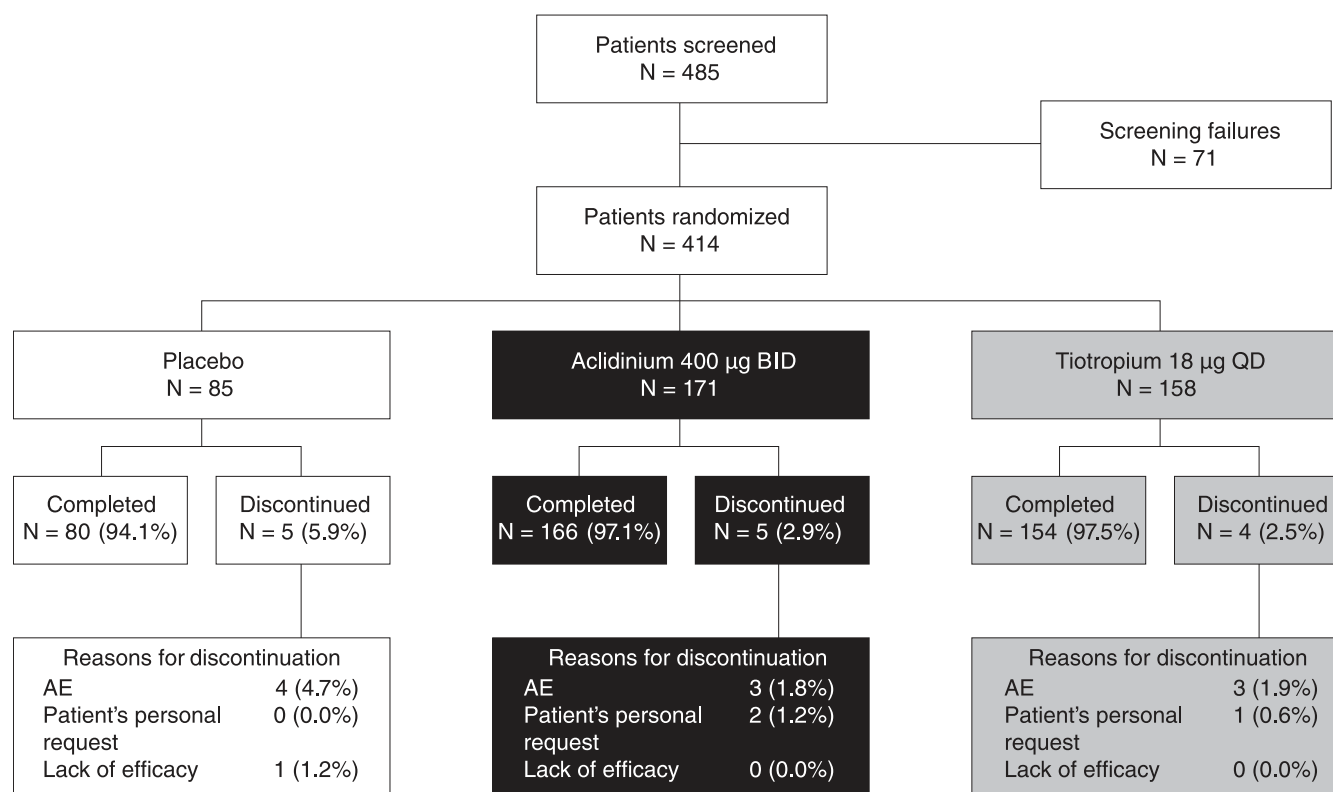 Patients screened
N = 485
Screening failures
N = 71
Patients randomized
N = 414
Placebo
N = 85
Aclidinium 400 µg BID
N = 171
Tiotropium 18 µg QD
N = 158
Completed
N = 80 (94.1%)
Discontinued
N = 5 (5.9%)
Completed
N = 166 (97.1%)
Discontinued
N = 5 (2.9%)
Completed
N = 154 (97.5%)
Discontinued
N = 4 (2.5%)
Reasons for discontinuation
AE 4 (4.7%)
Patient's personal 0 (0.0%)
request
Lack of efficacy 1 (1.2%)
Reasons for discontinuation
AE 3 (1.8%)
Patient's personal 2 (1.2%)
request
Lack of efficacy 0 (0.0%)
Reasons for discontinuation
AE 3 (1.9%)
Patient's personal 1 (0.6%)
request
Lack of efficacy 0 (0.0%)